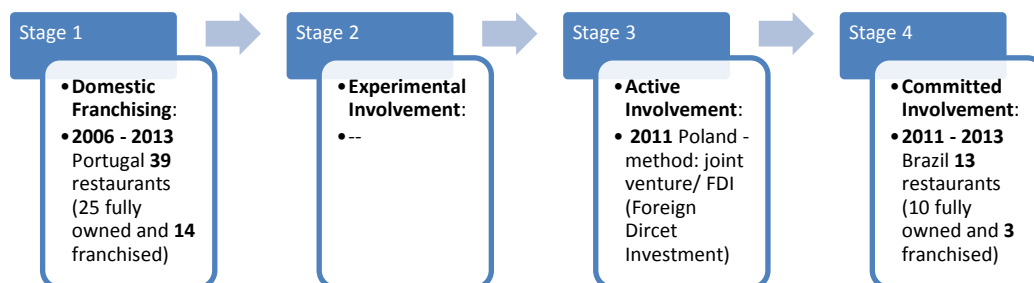 Stage 1
• Domestic
Franchising:
• 2006 - 2013
Portugal 39
restaurants
(25 fully
owned and 14
franchised)
Stage 2
• Experimental
Involvement:
• --
Stage 3
• Active
Involvement:
• 2011 Poland -
method: joint
venture/ FDI
(Foreign
Dircet
Investment)
Stage 4
• Committed
Involvement:
• 2011 - 2013
Brazil 13
restaurants
(10 fully
owned and 3
franchised)